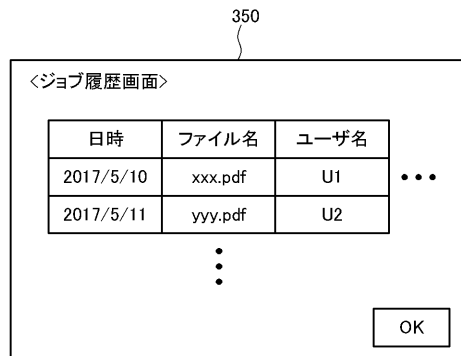 350
<ジョブ履歴画面>
日時 ファイル名 ユーザ名
2017/5/10 xxx.pdf U1
2017/5/11 yyy.pdf U2
OK